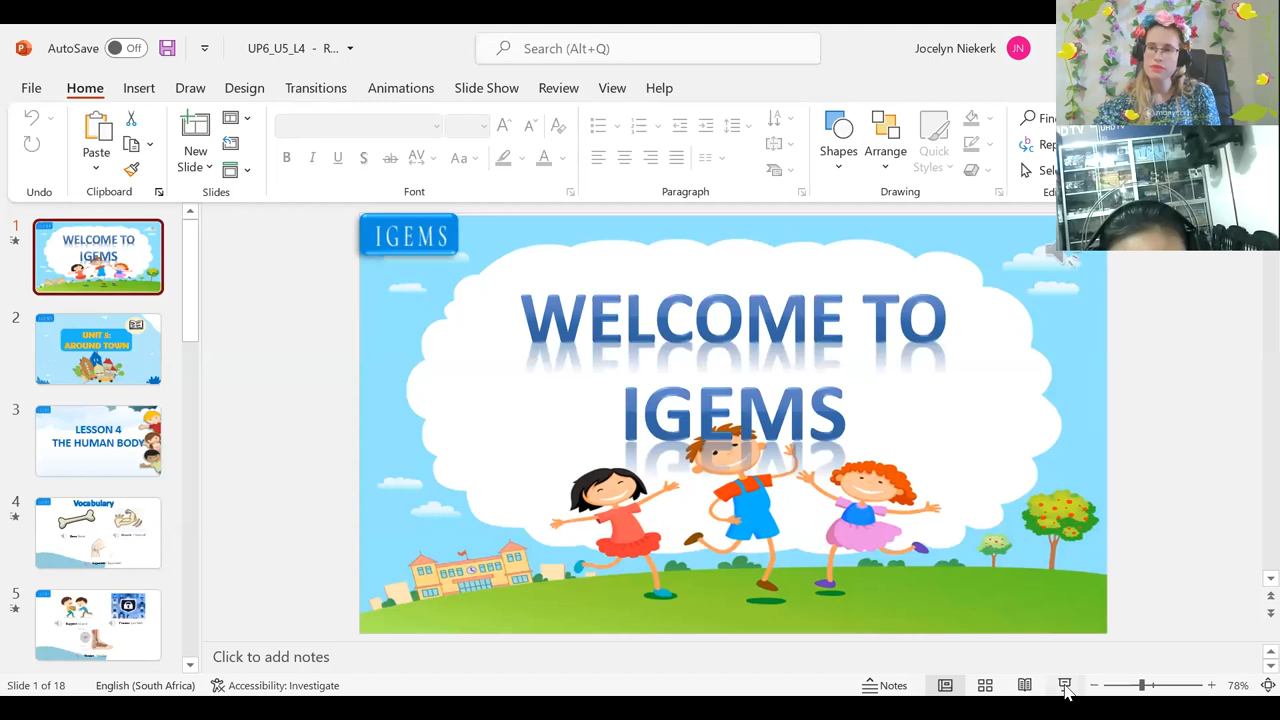 AutoSave Off UP6_U5_L4 - R... Search (Alt+Q) Jocelyn Niekerk JN
File Home Insert Draw Design Transitions Animations Slide Show Review View Help
Paste New Slide Shapes Arrange Quick Styles
Undo Clipboard Slides Font Paragraph Drawing
1
WELCOME TO
IGEMS
2
UNIT 5:
AROUND TOWN
3
LESSON 4
THE HUMAN BODY
4
Vocabulary
5
IGEMS
WELCOME TO
IGEMS
Click to add notes
Slide 1 of 18 English (South Africa) Accessibility: Investigate Notes 78%